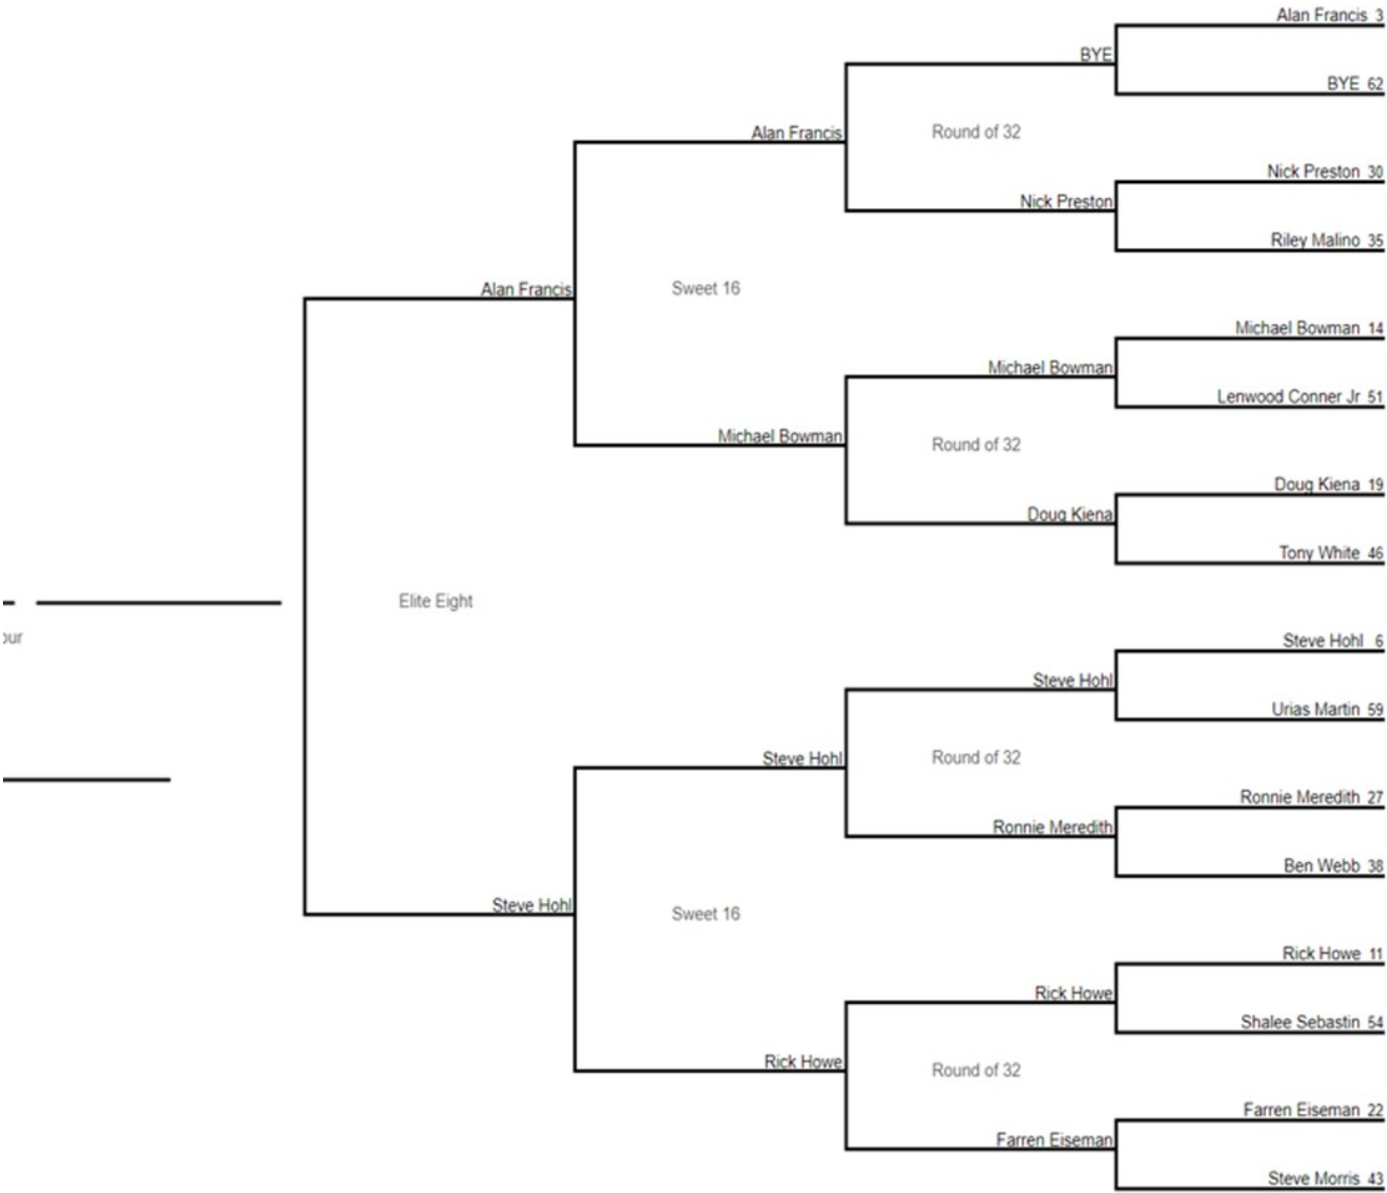 Alan Francis 3
BYE
BYE 62
Alan Francis
Round of 32
Nick Preston 30
Nick Preston
Riley Malino 35
Alan Francis
Sweet 16
Michael Bowman 14
Michael Bowman
Lenwood Conner Jr 51
Michael Bowman
Round of 32
Doug Kiena 19
Doug Kiena
Tony White 46
Elite Eight
our
Steve Hohl 6
Steve Hohl
Urias Martin 59
Steve Hohl
Round of 32
Ronnie Meredith 27
Ronnie Meredith
Ben Webb 38
Steve Hohl
Sweet 16
Rick Howe 11
Rick Howe
Shalee Sebastin 54
Rick Howe
Round of 32
Farren Eiseman 22
Farren Eiseman
Steve Morris 43